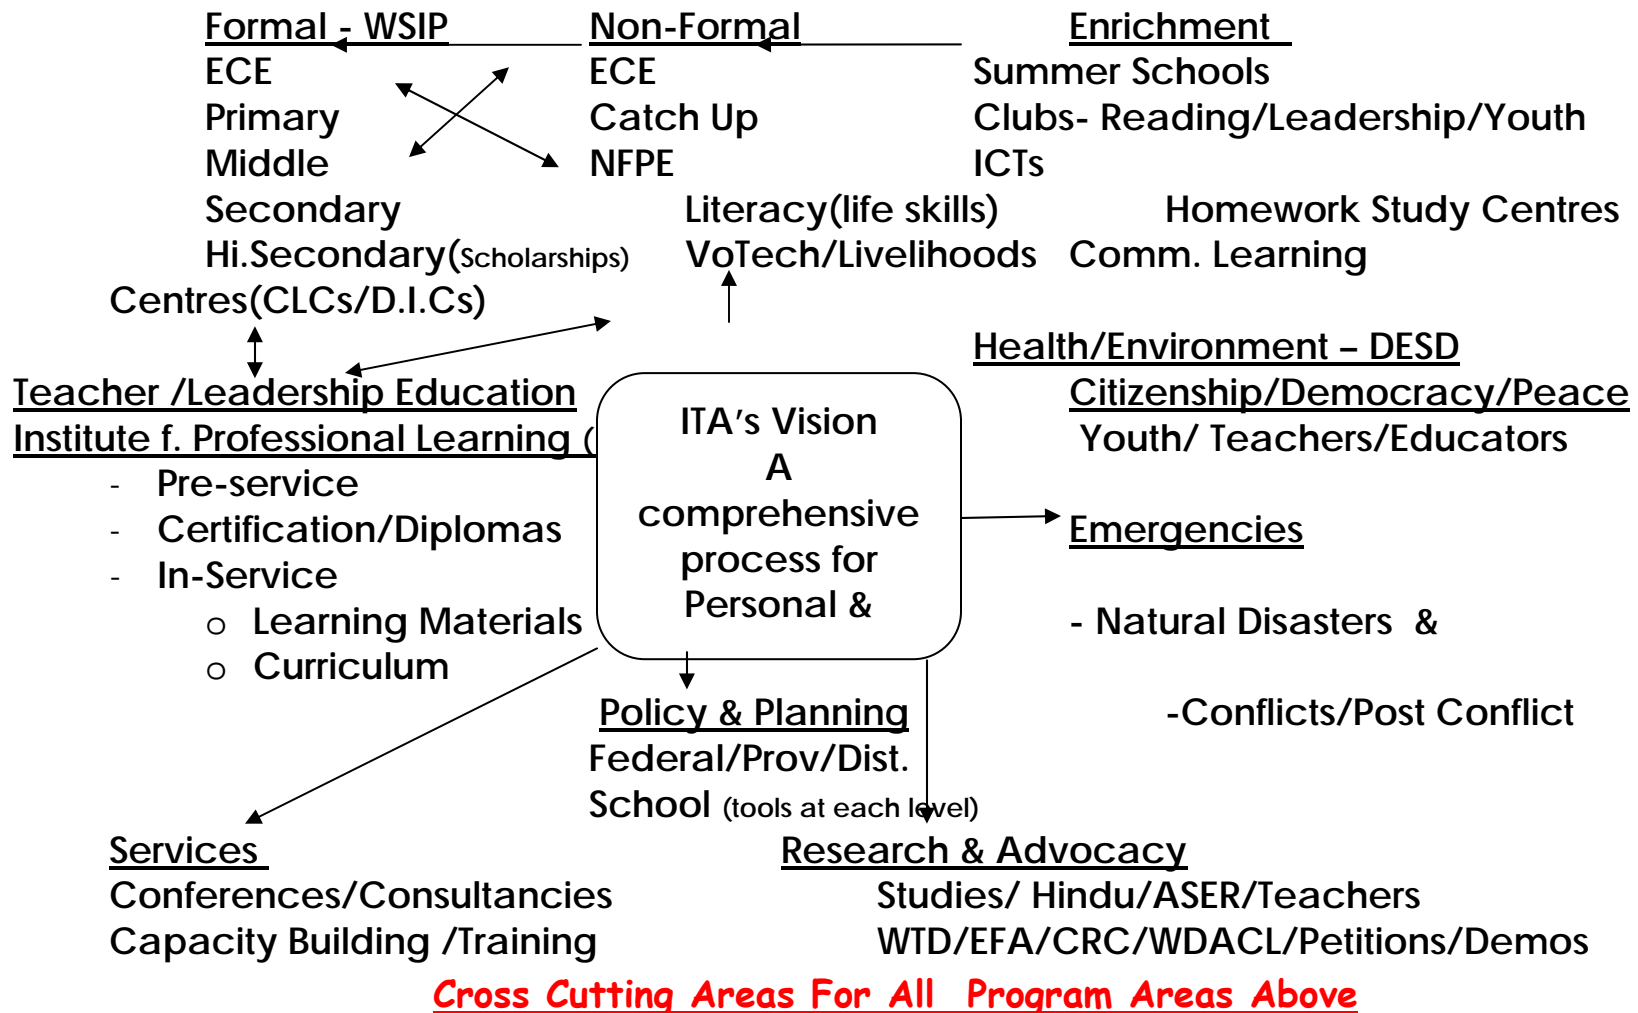 Formal - WSIP Non-Formal Enrichment
ECE ECE Summer Schools
Primary Catch Up Clubs- Reading/Leadership/Youth
Middle NFPE ICTs
Secondary Literacy(life skills) Homework Study Centres
Hi.Secondary(Scholarships) VoTech/Livelihoods Comm. Learning
Centres(CLCs/D.I.Cs)
Health/Environment – DESD
Teacher /Leadership Education Citizenship/Democracy/Peace
Institute f. Professional Learning ( Youth/ Teachers/Educators
- Pre-service
- Certification/Diplomas
- In-Service
o Learning Materials
o Curriculum
ITA's Vision
A
comprehensive
process for
Personal &
Emergencies
- Natural Disasters &
-Conflicts/Post Conflict
Policy & Planning
Federal/Prov/Dist.
School (tools at each level)
Services Research & Advocacy
Conferences/Consultancies Studies/ Hindu/ASER/Teachers
Capacity Building /Training WTD/EFA/CRC/WDACL/Petitions/Demos
Cross Cutting Areas For All Program Areas Above